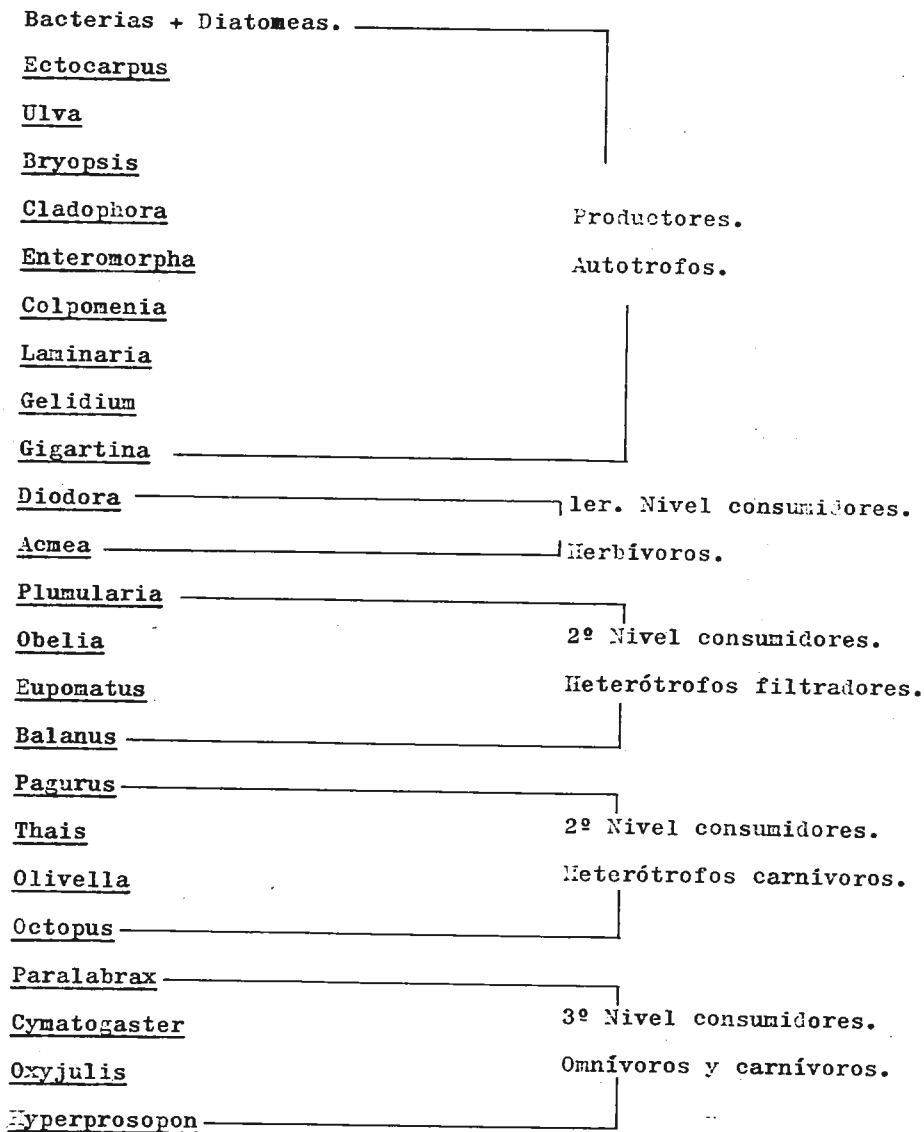 Bacterias + Diatomeas.
Ectocarpus
Ulva
Bryopsis
Cladophora
Productores.
Enteromorpha
Autotrofos.
Colpomenia
Laminaria
Gelidium
Gigartina
Diodora
1er. Nivel consumidores.
Acmea
Herbívoros.
Plumularia
Obelia
2º Nivel consumidores.
Eupomatus
Heterótrofos filtradores.
Balanus
Pagurus
Thais
2º Nivel consumidores.
Olivella
Heterótrofos carnívoros.
Octopus
Paralabrax
Cymatogaster
3º Nivel consumidores.
Oxyjulis
Omnívoros y carnívoros.
Hyperprosopon